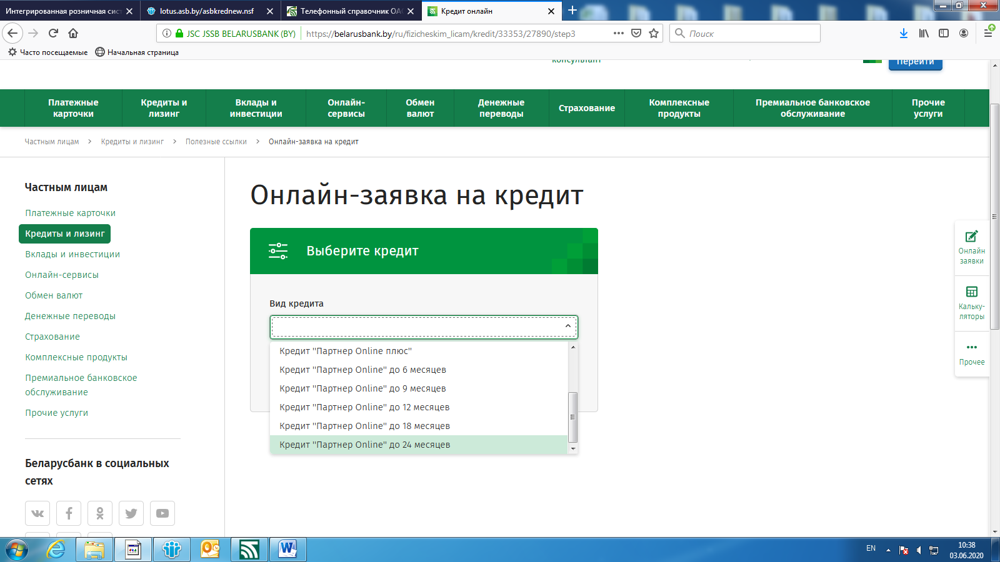 Интегрированная розничная сист
lotus.asb.by/asbkrednew.nsf
Телефонный справочник ОАО
Кредит онлайн
JSC JSSB BELARUSBANK (BY)
https://belarusbank.by/ru/fizicheskim_licam/kredit/33353/27890/step3
Поиск
Часто посещаемые
Начальная страница
консультант
Перейти
Платежные карточки
Кредиты и лизинг
Вклады и инвестиции
Онлайн-сервисы
Обмен валют
Денежные переводы
Страхование
Комплексные продукты
Премиальное банковское обслуживание
Прочие услуги
Частным лицам > Кредиты и лизинг > Полезные ссылки > Онлайн-заявка на кредит
Частным лицам
Платежные карточки
Кредиты и лизинг
Вклады и инвестиции
Онлайн-сервисы
Обмен валют
Денежные переводы
Страхование
Комплексные продукты
Премиальное банковское
обслуживание
Прочие услуги
Беларусбанк в социальных
сетях
Онлайн-заявка на кредит
Выберите кредит
Вид кредита
Кредит "Партнер Online плюс"
Кредит "Партнер Online" до 6 месяцев
Кредит "Партнер Online" до 9 месяцев
Кредит "Партнер Online" до 12 месяцев
Кредит "Партнер Online" до 18 месяцев
Кредит "Партнер Online" до 24 месяцев
Онлайн
заявки
Кальку-
ляторы
Прочее
EN
10:38
03.06.2020